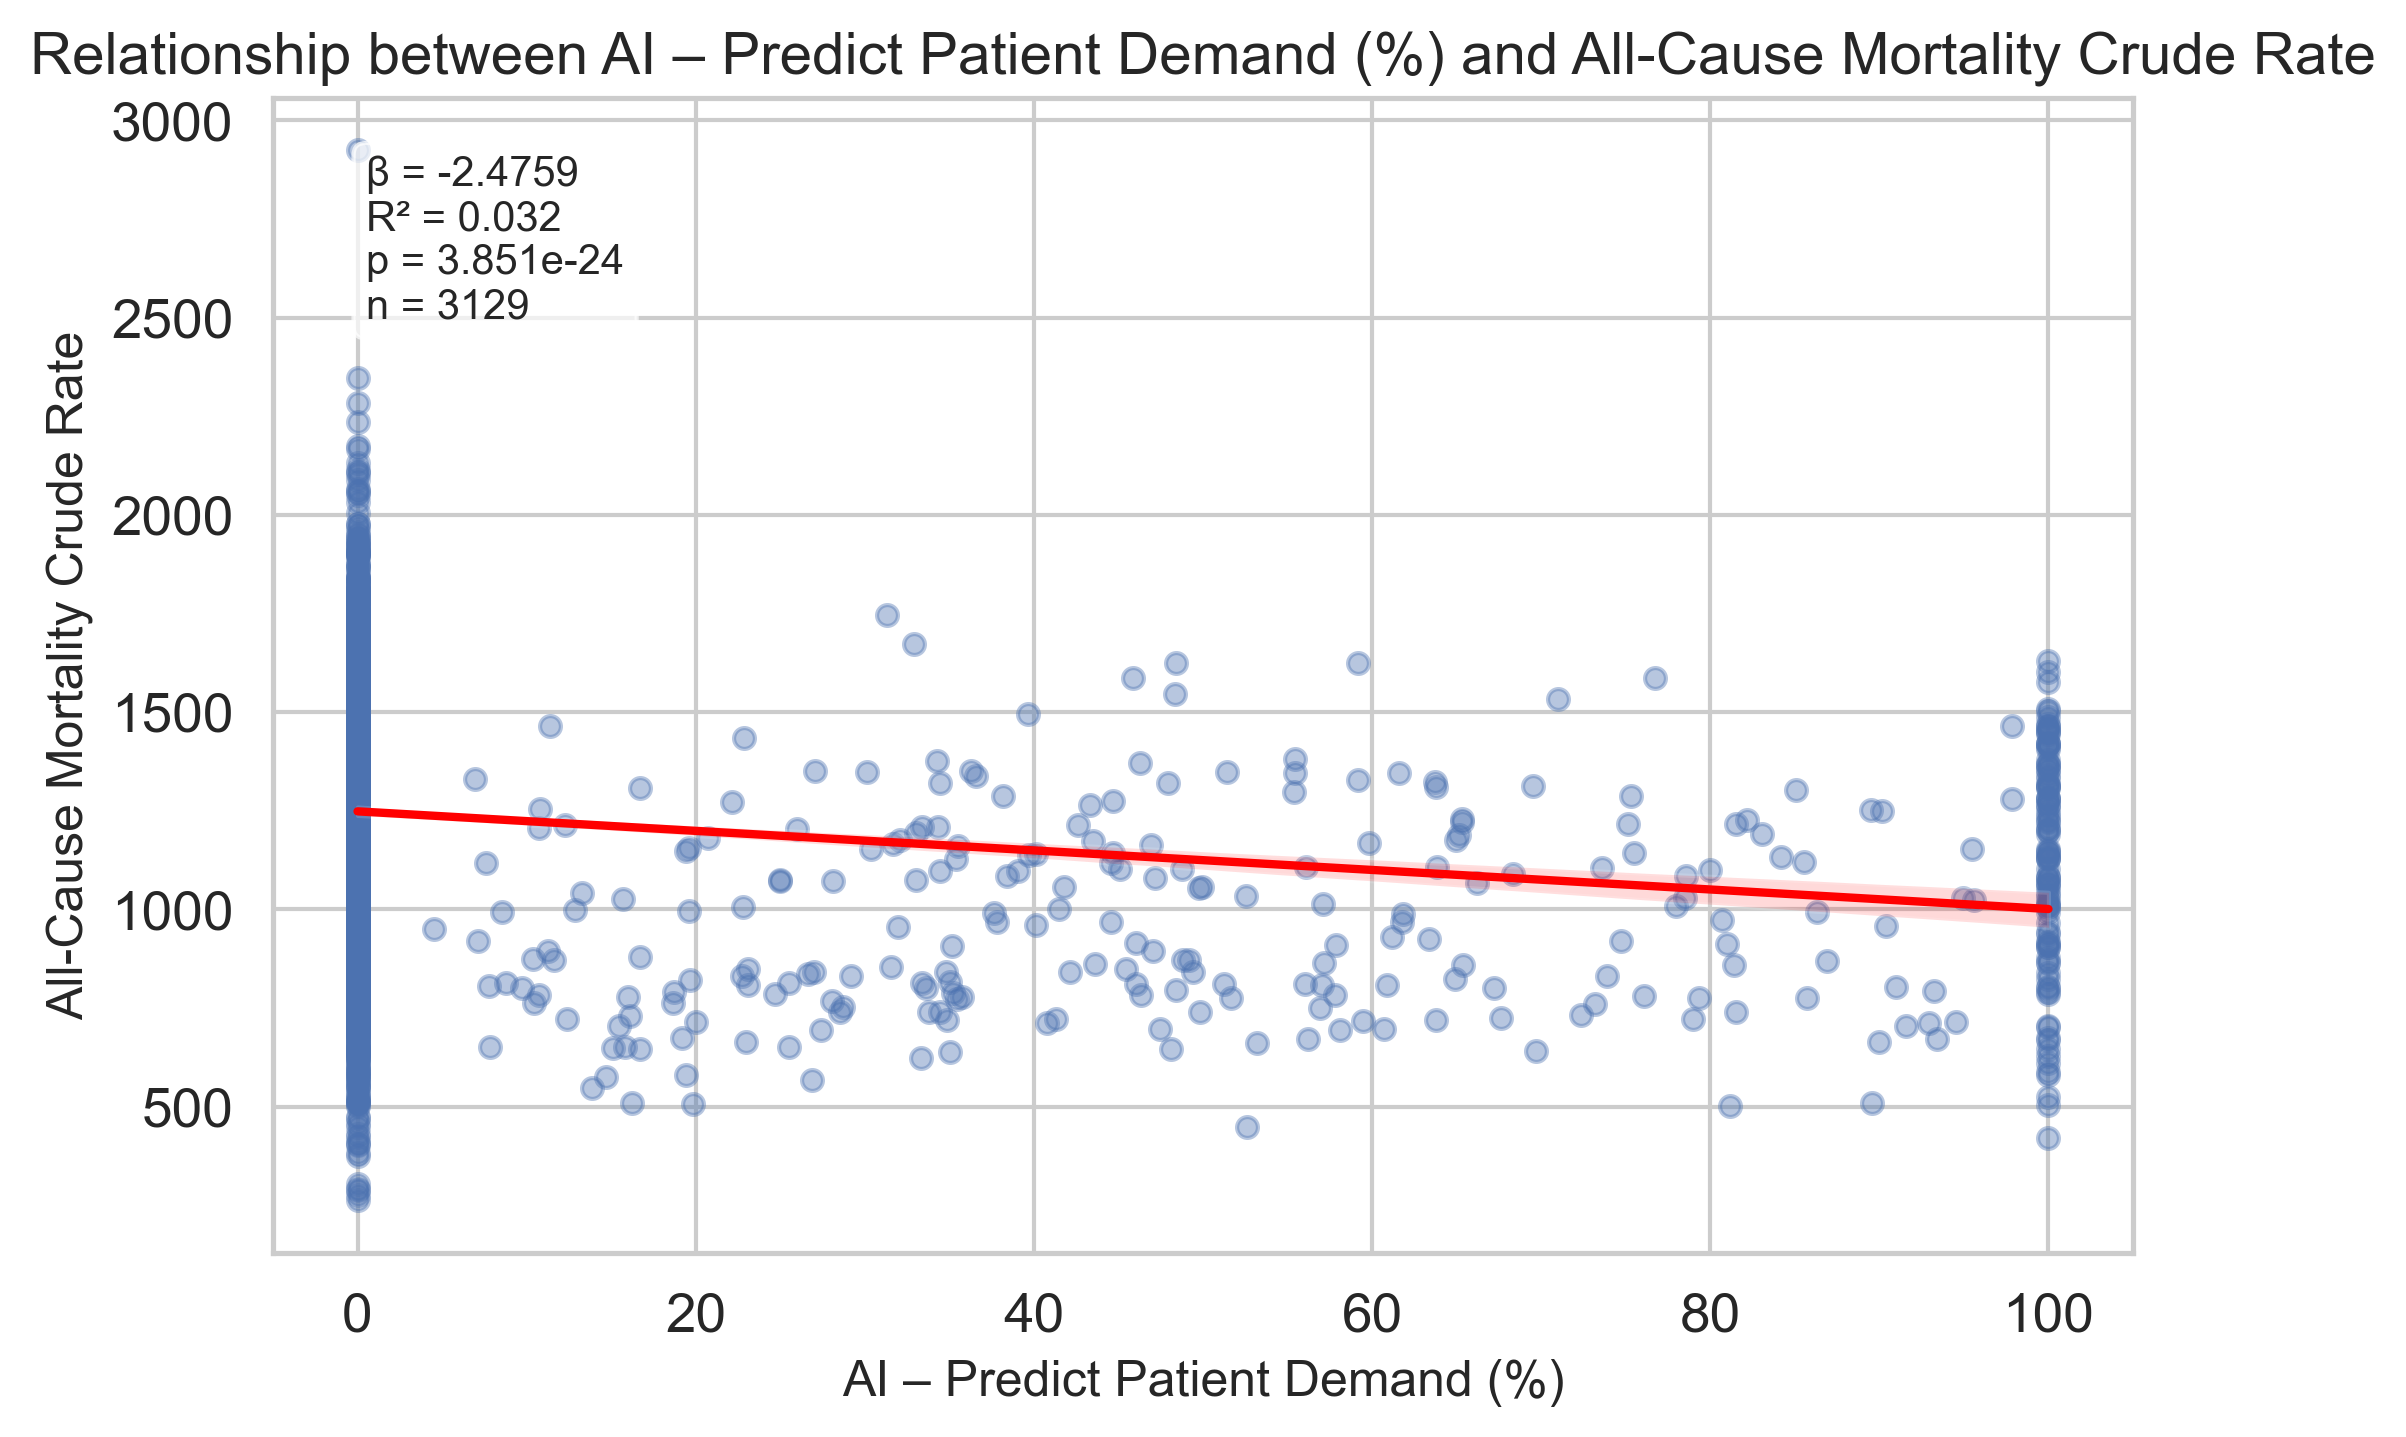 Relationship between AI – Predict Patient Demand (%) and All-Cause Mortality Crude Rate
β = -2.4759
R² = 0.032
p = 3.851e-24
n = 3129
All-Cause Mortality Crude Rate
3000
2500
2000
1500
1000
500
0 20 40 60 80 100
AI – Predict Patient Demand (%)